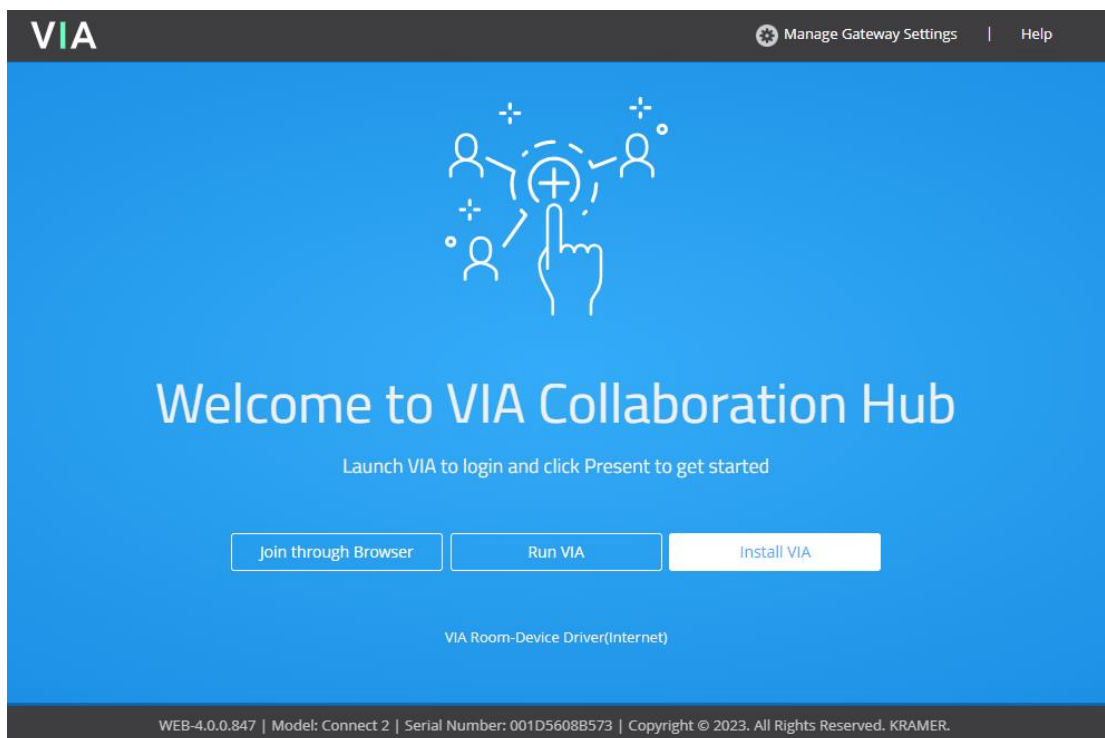 VIA
Manage Gateway Settings | Help
Welcome to VIA Collaboration Hub
Launch VIA to login and click Present to get started
Join through Browser
Run VIA
Install VIA
VIA Room-Device Driver(Internet)
WEB-4.0.0.847 | Model: Connect 2 | Serial Number: 001D5608B573 | Copyright © 2023. All Rights Reserved. KRAMER.